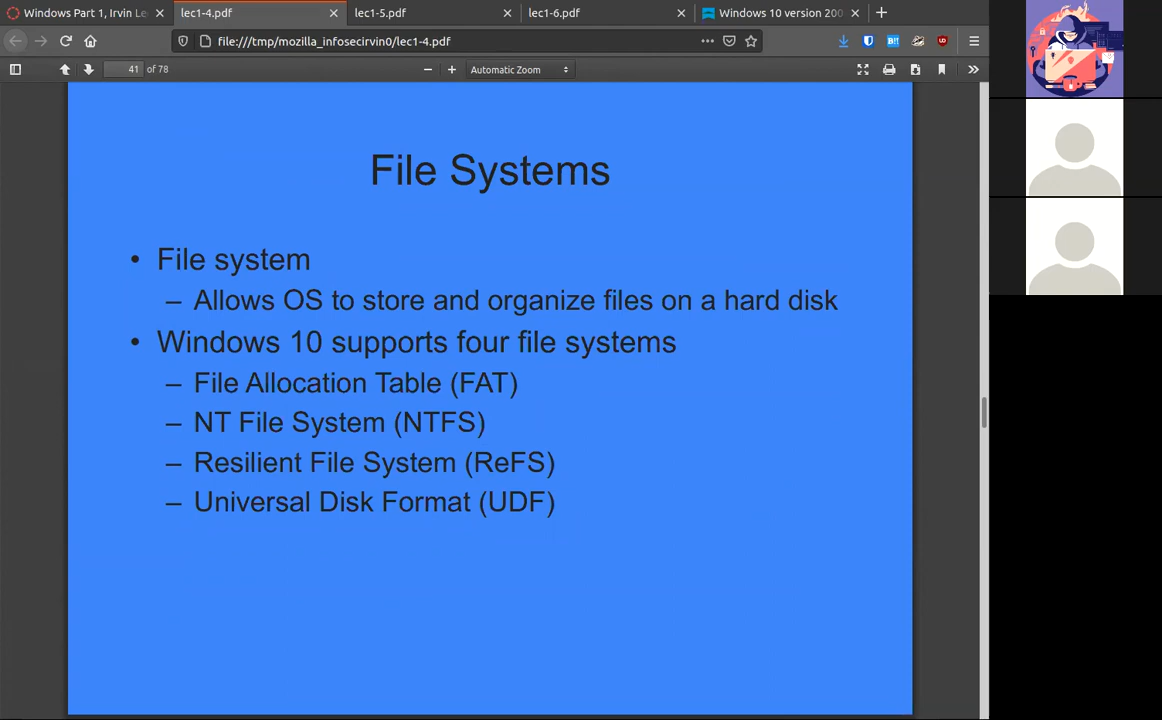 Windows Part 1, Irvin Le
lec1-4.pdf
lec1-5.pdf
lec1-6.pdf
Windows 10 version 200
file:///tmp/mozilla_infosecirvin0/lec1-4.pdf
41 of 78
Automatic Zoom
File Systems
• File system
– Allows OS to store and organize files on a hard disk
• Windows 10 supports four file systems
– File Allocation Table (FAT)
– NT File System (NTFS)
– Resilient File System (ReFS)
– Universal Disk Format (UDF)